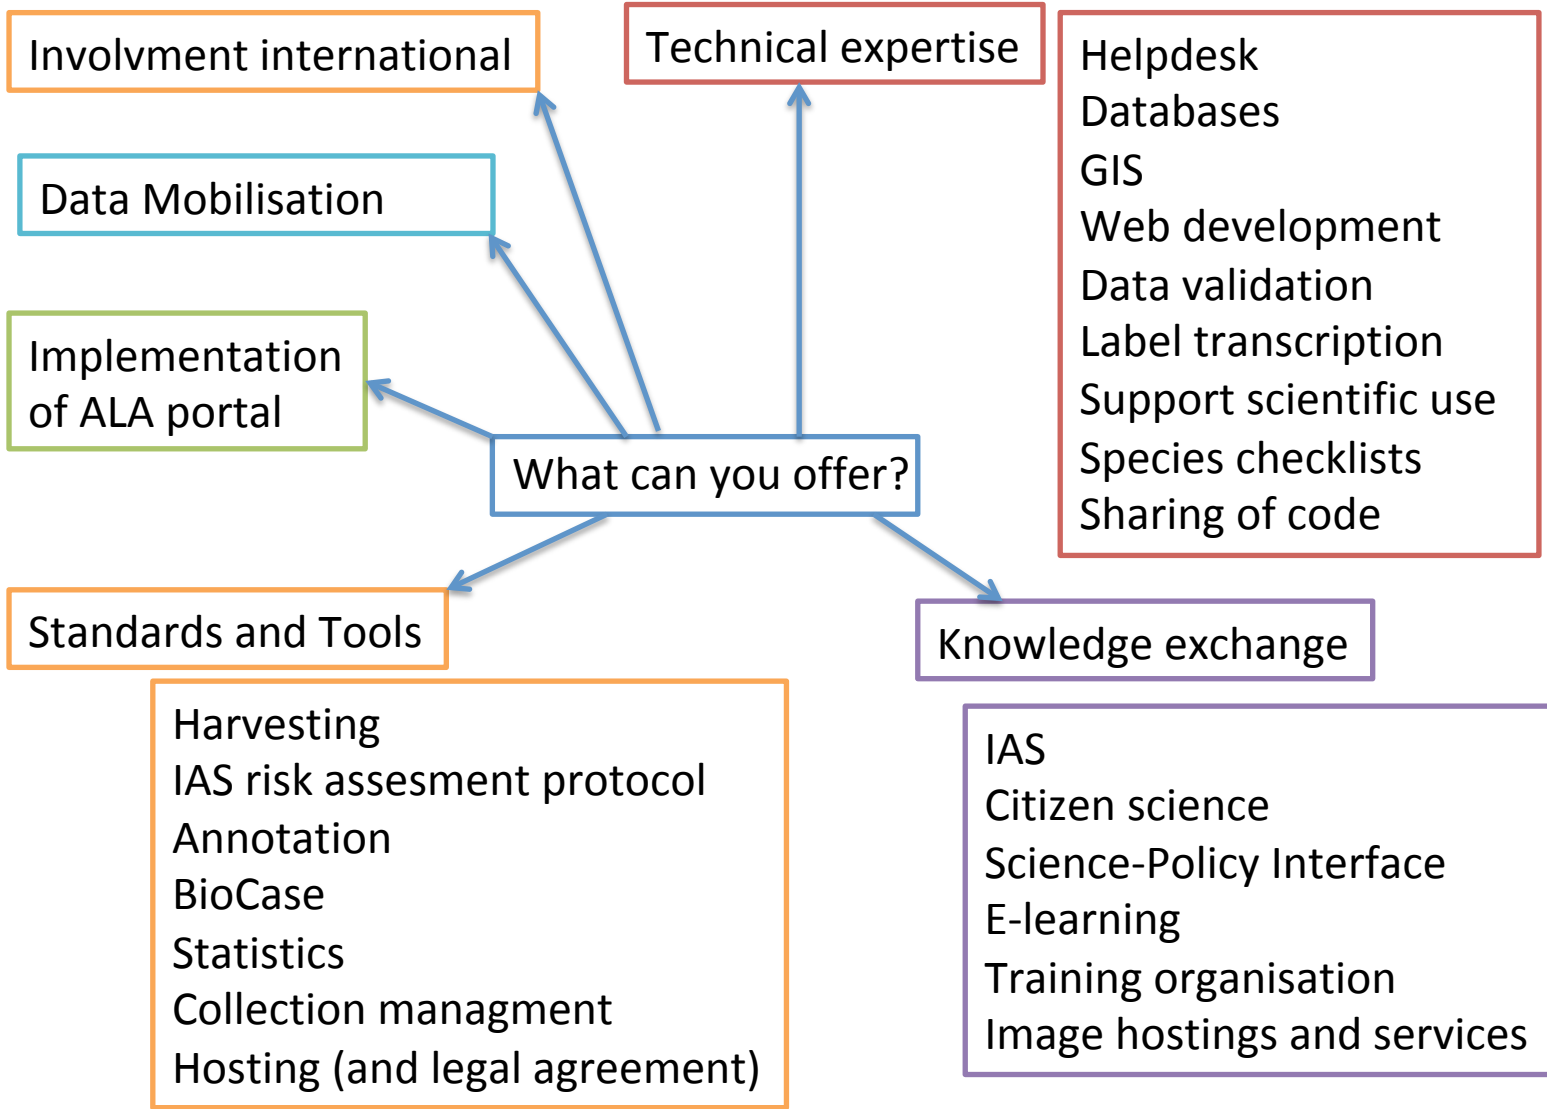 Involvment international
Technical expertise
Helpdesk
Databases
GIS
Web development
Data validation
Label transcription
Support scientific use
Species checklists
Sharing of code
Data Mobilisation
Implementation
of ALA portal
What can you offer?
Standards and Tools
Harvesting
IAS risk assesment protocol
Annotation
BioCase
Statistics
Collection managment
Hosting (and legal agreement)
Knowledge exchange
IAS
Citizen science
Science-Policy Interface
E-learning
Training organisation
Image hostings and services